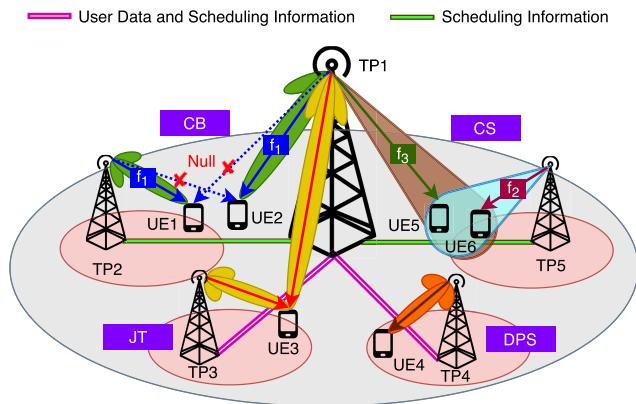 User Data and Scheduling Information
Scheduling Information
TP1
CB
CS
Null
f1
f1
f3
f1
f2
UE1
UE2
UE5
UE6
TP2
TP5
JT
UE3
DPS
UE4
TP3
TP4